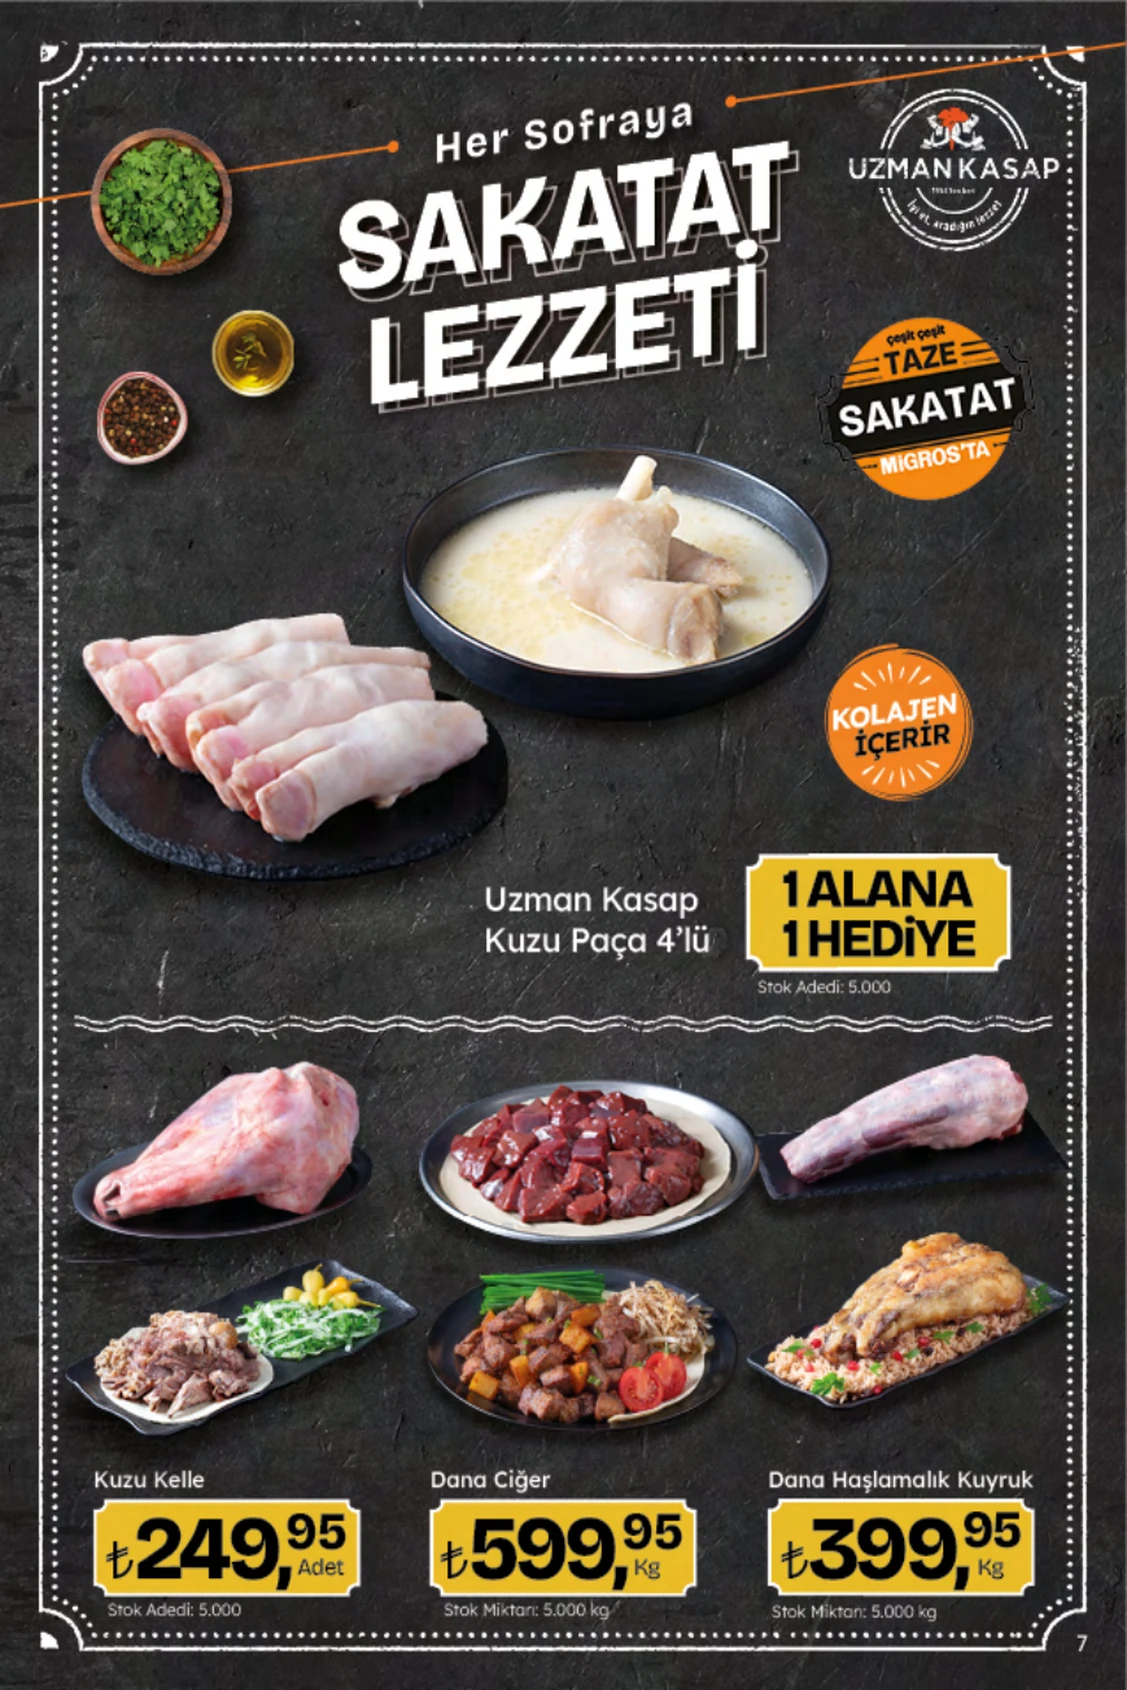 Her Sofraya
SAKATAT
LEZZETİ
UZMAN KASAP
İyi et, aradığın lezzet
çeşit çeşit
TAZE
SAKATAT
MİGROS'TA
KOLAJEN
İÇERİR
Uzman Kasap
Kuzu Paça 4'lü
1 ALANA
1 HEDİYE
Stok Adedi: 5.000
Kuzu Kelle
₺249,95
Adet
Stok Adedi: 5.000
Dana Ciğer
₺599,95
Kg
Stok Miktarı: 5.000 kg
Dana Haşlamalık Kuyruk
₺399,95
Kg
Stok Miktarı: 5.000 kg
7